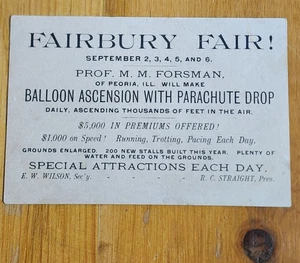 FAIRBURY FAIR!
SEPTEMBER 2, 3, 4, 5, AND 6.
PROF. M. M. FORSMAN,
OF PEORIA, ILL. WILL MAKE
BALLOON ASCENSION WITH PARACHUTE DROP
DAILY, ASCENDING THOUSANDS OF FEET IN THE AIR.
$5,000 IN PREMIUMS OFFERED!
$1,000 on Speed! Running, Trotting, Pacing Each Day.
GROUNDS ENLARGED. 200 NEW STALLS BUILT THIS YEAR. PLENTY OF
WATER AND FEED ON THE GROUNDS.
SPECIAL ATTRACTIONS EACH DAY.
E. W. WILSON, Sec'y. - - - - R. C. STRAIGHT, Pres.